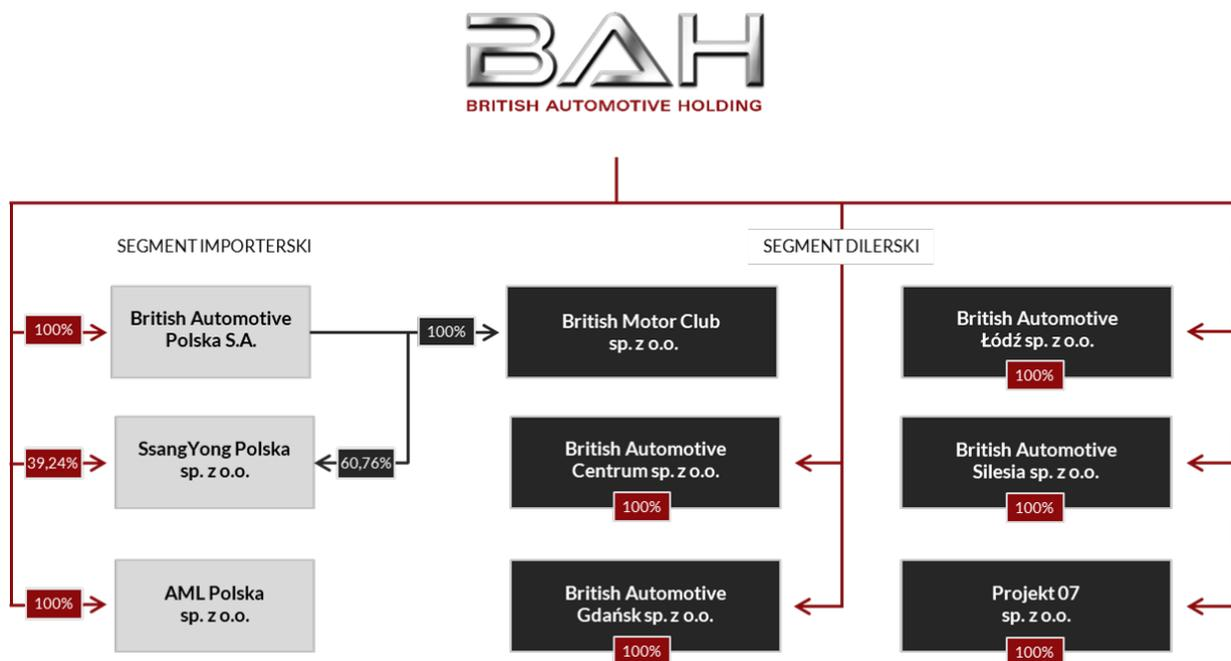 BAH
BRITISH AUTOMOTIVE HOLDING
SEGMENT IMPORTERSKI
SEGMENT DILERSKI
100%
British Automotive
Polska S.A.
100%
British Motor Club
sp. z o.o.
British Automotive
Łódź sp. z o.o.
100%
39,24%
SsangYong Polska
sp. z o.o.
60,76%
British Automotive
Centrum sp. z o.o.
100%
British Automotive
Silesia sp. z o.o.
100%
100%
AML Polska
sp. z o.o.
British Automotive
Gdańsk sp. z o.o.
100%
Projekt 07
sp. z o.o.
100%